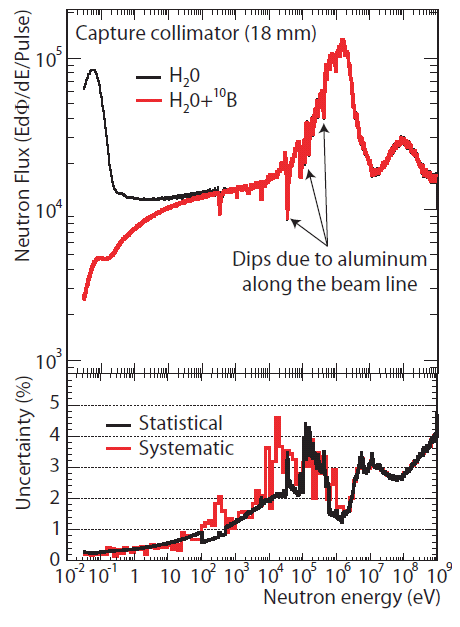 Capture collimator (18 mm)
H₂0
H₂0+¹⁰B
Neutron Flux (EdΦ/dE/Pulse)
10⁵
10⁴
10³
Dips due to aluminum
along the beam line
Uncertainty (%)
5
4
3
2
1
0
Statistical
Systematic
10⁻² 10⁻¹ 1 10 10² 10³ 10⁴ 10⁵ 10⁶ 10⁷ 10⁸ 10⁹
Neutron energy (eV)